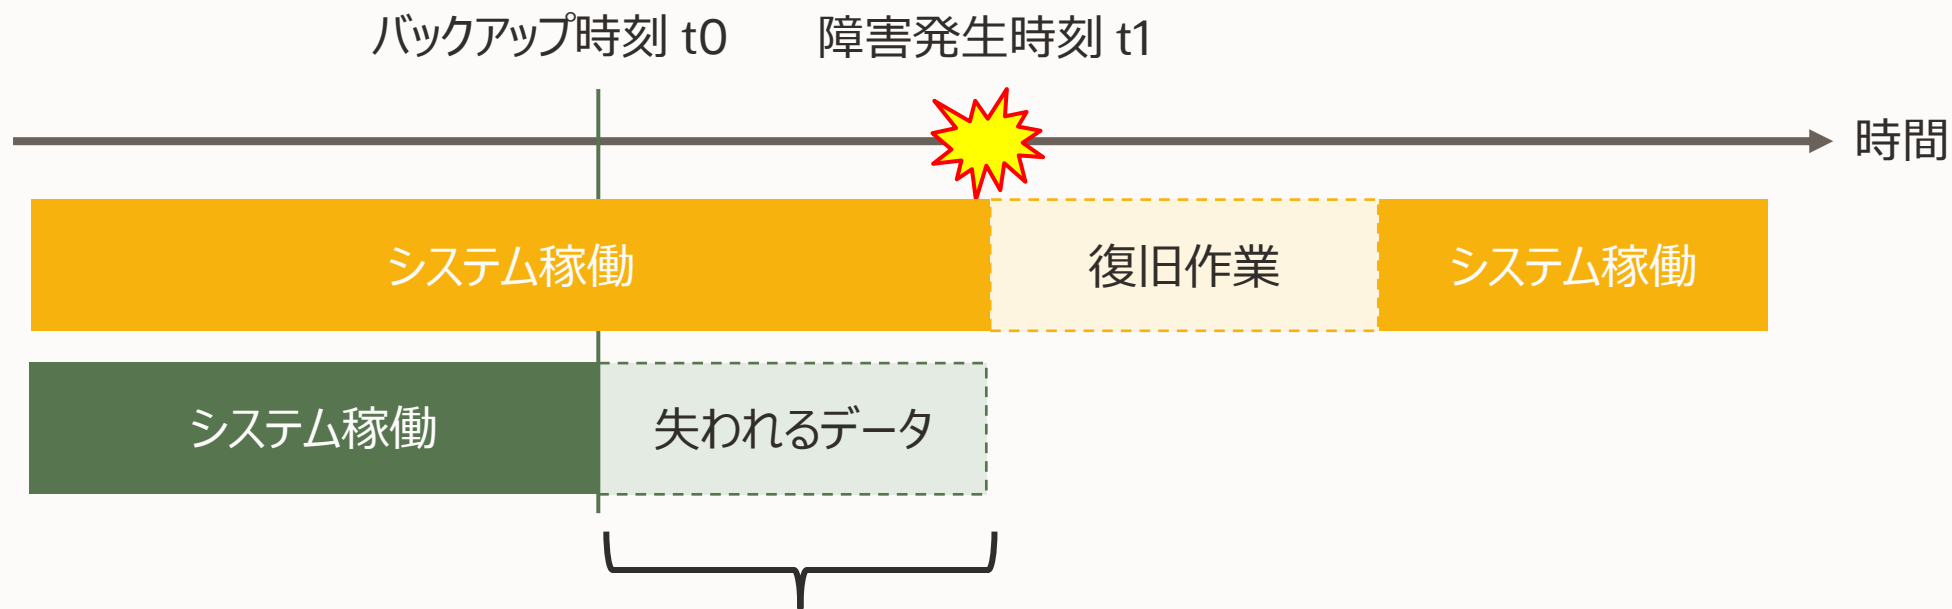 バックアップ時刻 t0
障害発生時刻 t1
時間
システム稼働
復旧作業
システム稼働
システム稼働
失われるデータ